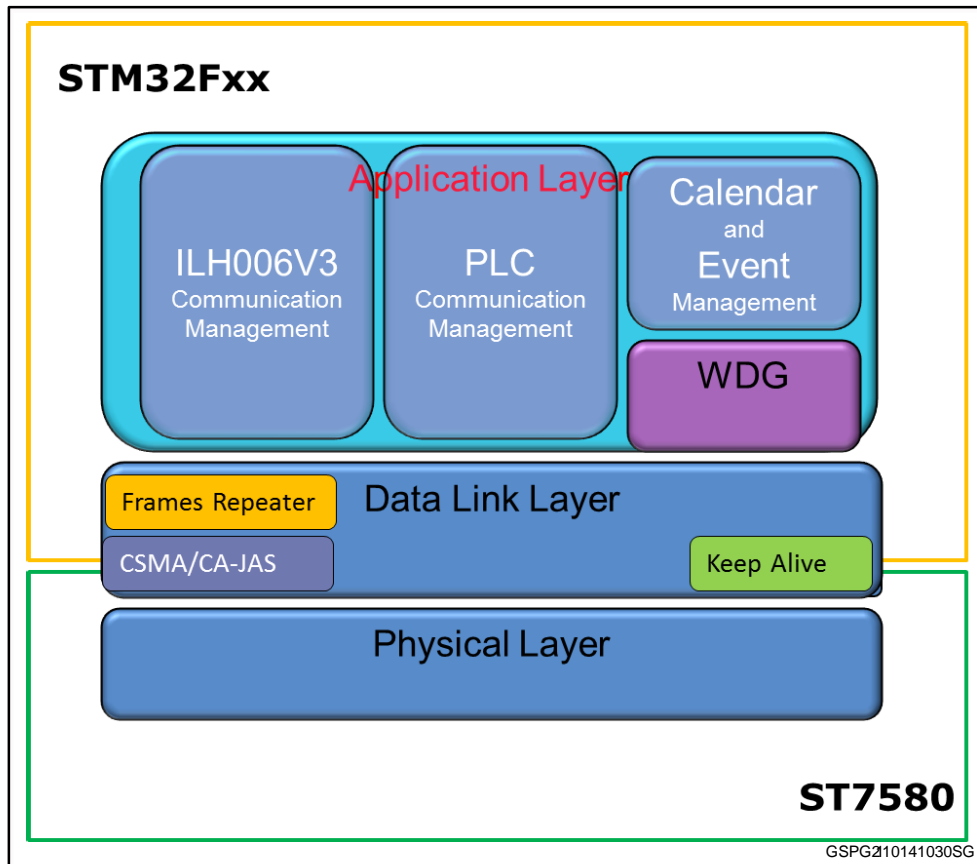 STM32Fxx
Application Layer
ILH006V3
Communication
Management
PLC
Communication
Management
Calendar
and
Event
Management
WDG
Frames Repeater
Data Link Layer
CSMA/CA-JAS
Keep Alive
Physical Layer
ST7580
GSPG2110141030SG